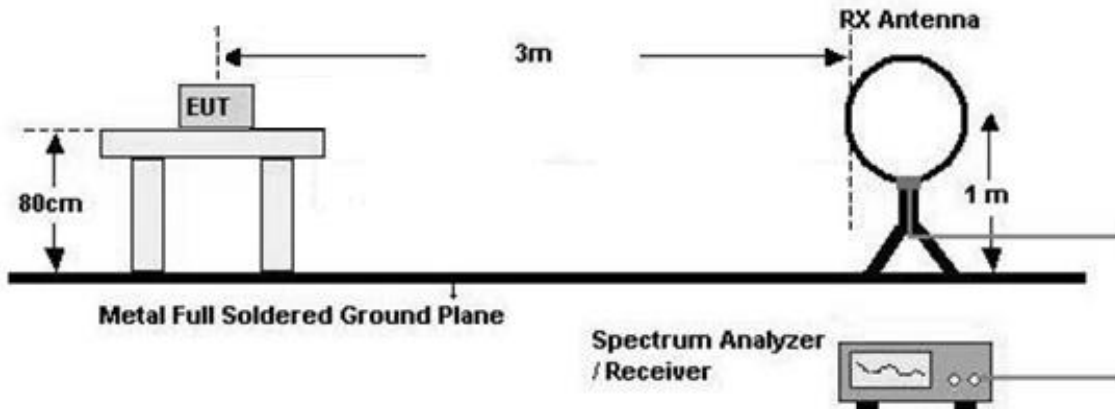 RX Antenna
3m
EUT
80cm
1 m
Metal Full Soldered Ground Plane
Spectrum Analyzer
/ Receiver